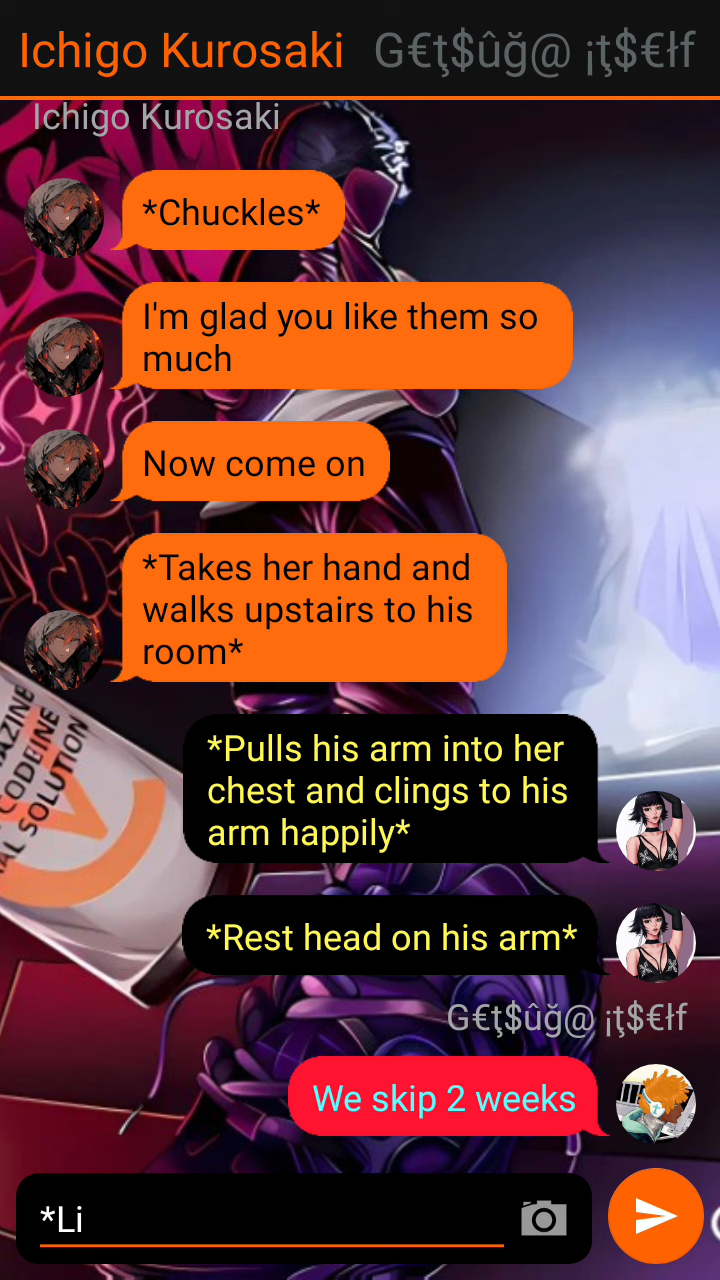 Ichigo Kurosaki G€ţ$ûğ@ ¡ţ$€łf
Ichigo Kurosaki
*Chuckles*
I'm glad you like them so
much
Now come on
*Takes her hand and
walks upstairs to his
room*
*Pulls his arm into her
chest and clings to his
arm happily*
*Rest head on his arm*
G€ţ$ûğ@ ¡ţ$€łf
We skip 2 weeks
*Li
CODEINE
SOLUTION